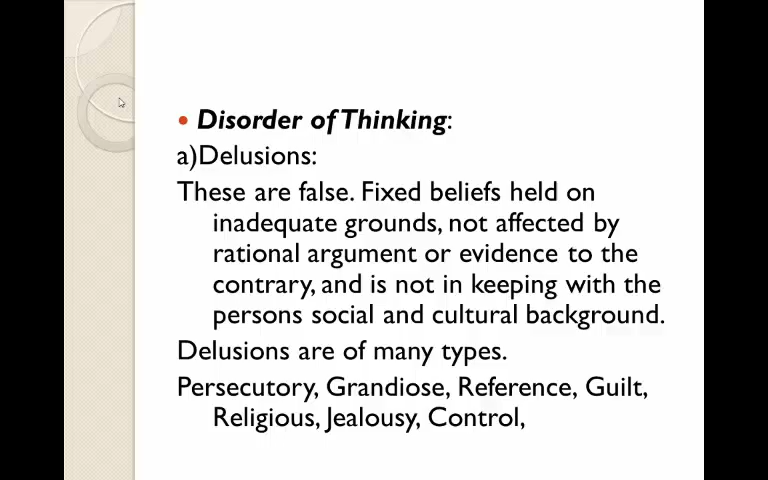 • Disorder of Thinking:
a)Delusions:
These are false. Fixed beliefs held on
inadequate grounds, not affected by
rational argument or evidence to the
contrary, and is not in keeping with the
persons social and cultural background.
Delusions are of many types.
Persecutory, Grandiose, Reference, Guilt,
Religious, Jealousy, Control,